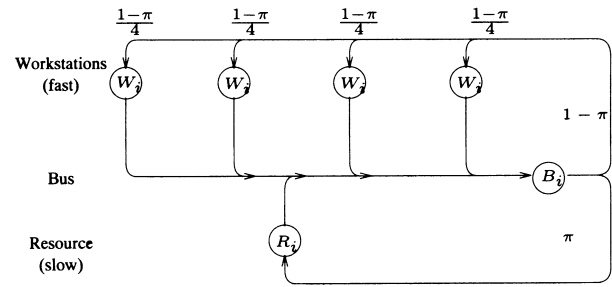 1−π/4 1−π/4 1−π/4 1−π/4
Workstations
(fast)
W_i W_i W_i W_i
1 − π
Bus
B_i
Resource
(slow)
R_i
π